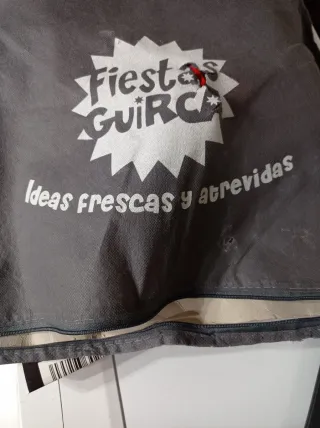 Fiestas
GUIRCA
Ideas frescas y atrevidas